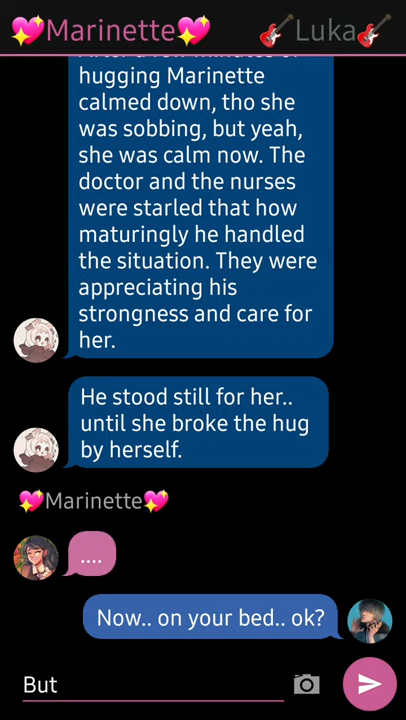 💖Marinette💖 🎸Luka🎸
hugging Marinette
calmed down, tho she
was sobbing, but yeah,
she was calm now. The
doctor and the nurses
were starled that how
maturingly he handled
the situation. They were
appreciating his
strongness and care for
her.
He stood still for her..
until she broke the hug
by herself.
💖Marinette💖
....
Now.. on your bed.. ok?
But